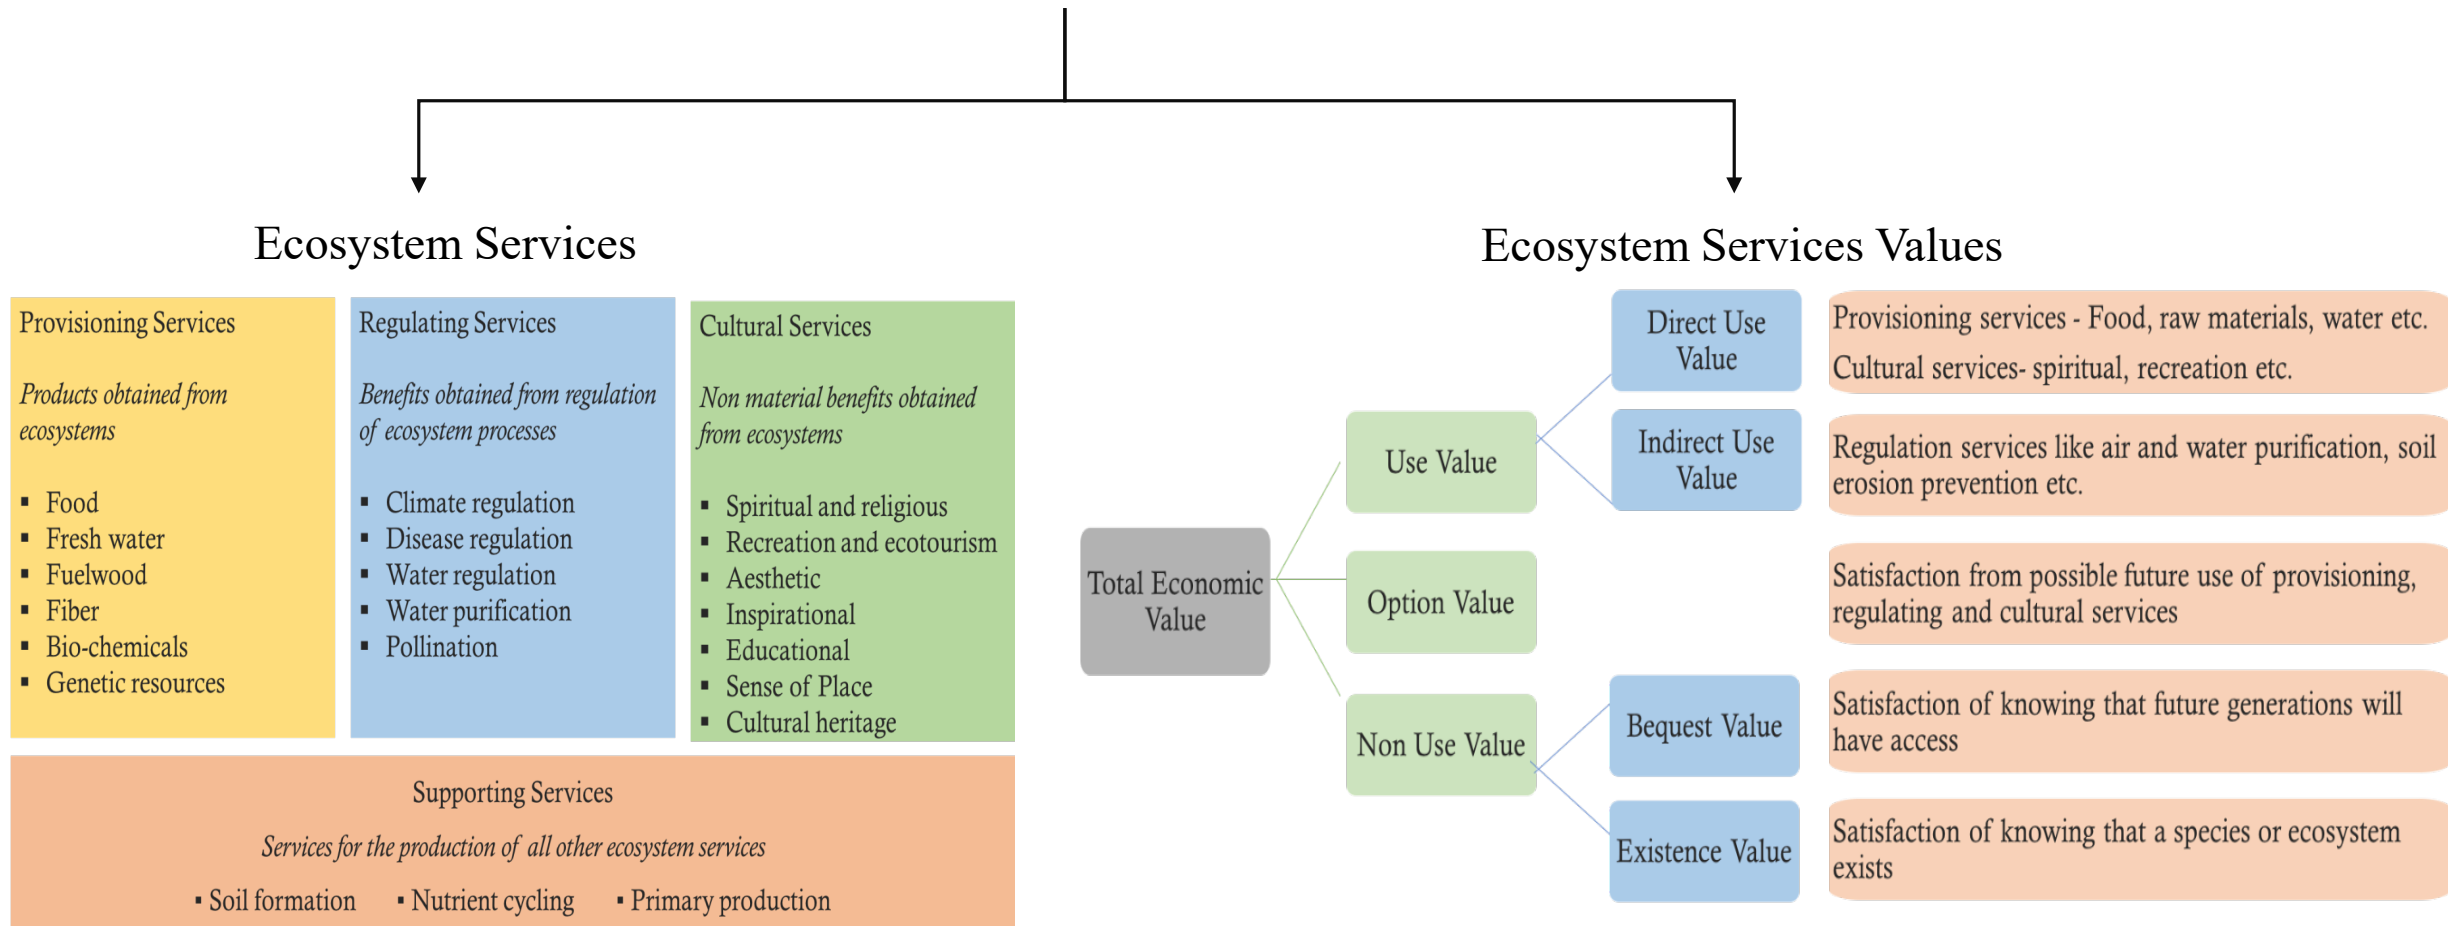 Ecosystem Services
Provisioning Services
Products obtained from
ecosystems
▪ Food
▪ Fresh water
▪ Fuelwood
▪ Fiber
▪ Bio-chemicals
▪ Genetic resources
Regulating Services
Benefits obtained from regulation
of ecosystem processes
▪ Climate regulation
▪ Disease regulation
▪ Water regulation
▪ Water purification
▪ Pollination
Cultural Services
Non material benefits obtained
from ecosystems
▪ Spiritual and religious
▪ Recreation and ecotourism
▪ Aesthetic
▪ Inspirational
▪ Educational
▪ Sense of Place
▪ Cultural heritage
Supporting Services
Services for the production of all other ecosystem services
▪ Soil formation ▪ Nutrient cycling ▪ Primary production
Ecosystem Services Values
Total Economic
Value
Use Value
Direct Use
Value
Provisioning services - Food, raw materials, water etc.
Cultural services- spiritual, recreation etc.
Indirect Use
Value
Regulation services like air and water purification, soil
erosion prevention etc.
Option Value
Satisfaction from possible future use of provisioning,
regulating and cultural services
Non Use Value
Bequest Value
Satisfaction of knowing that future generations will
have access
Existence Value
Satisfaction of knowing that a species or ecosystem
exists